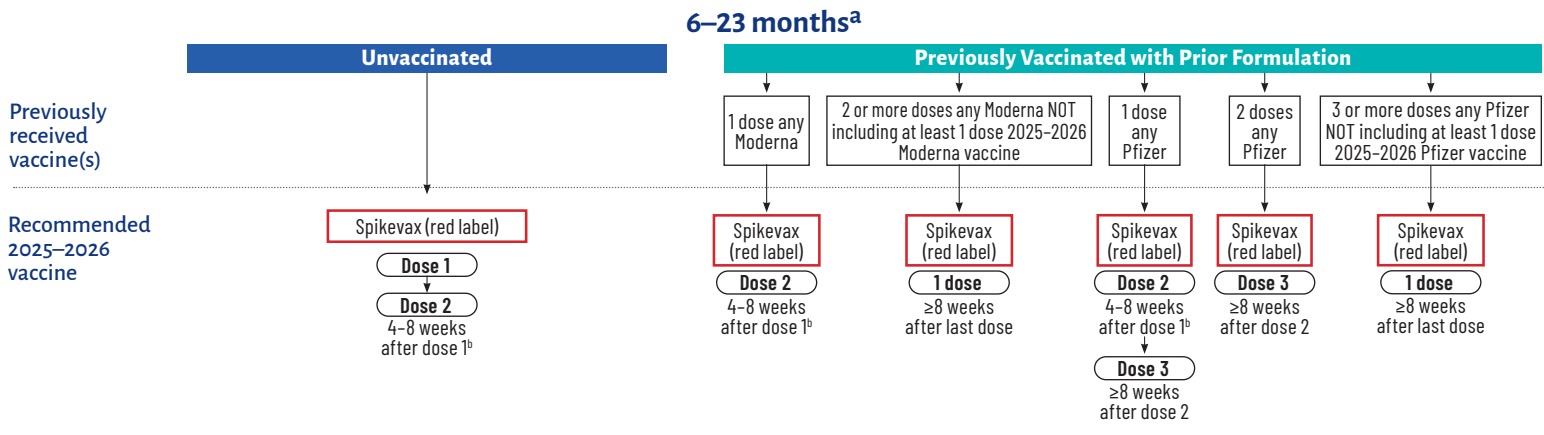 6–23 monthsª
Unvaccinated
Previously Vaccinated with Prior Formulation
Previously
received
vaccine(s)
1 dose any
Moderna
2 or more doses any Moderna NOT
including at least 1 dose 2025–2026
Moderna vaccine
1 dose
any
Pfizer
2 doses
any
Pfizer
3 or more doses any Pfizer
NOT including at least 1 dose
2025–2026 Pfizer vaccine
Recommended
2025–2026
vaccine
Spikevax (red label)
Dose 1
Dose 2
4–8 weeks
after dose 1ᵇ
Spikevax
(red label)
Dose 2
4–8 weeks
after dose 1ᵇ
Spikevax
(red label)
1 dose
≥8 weeks
after last dose
Spikevax
(red label)
Dose 2
4–8 weeks
after dose 1ᵇ
Dose 3
≥8 weeks
after dose 2
Spikevax
(red label)
Dose 3
≥8 weeks
after dose 2
Spikevax
(red label)
1 dose
≥8 weeks
after last dose